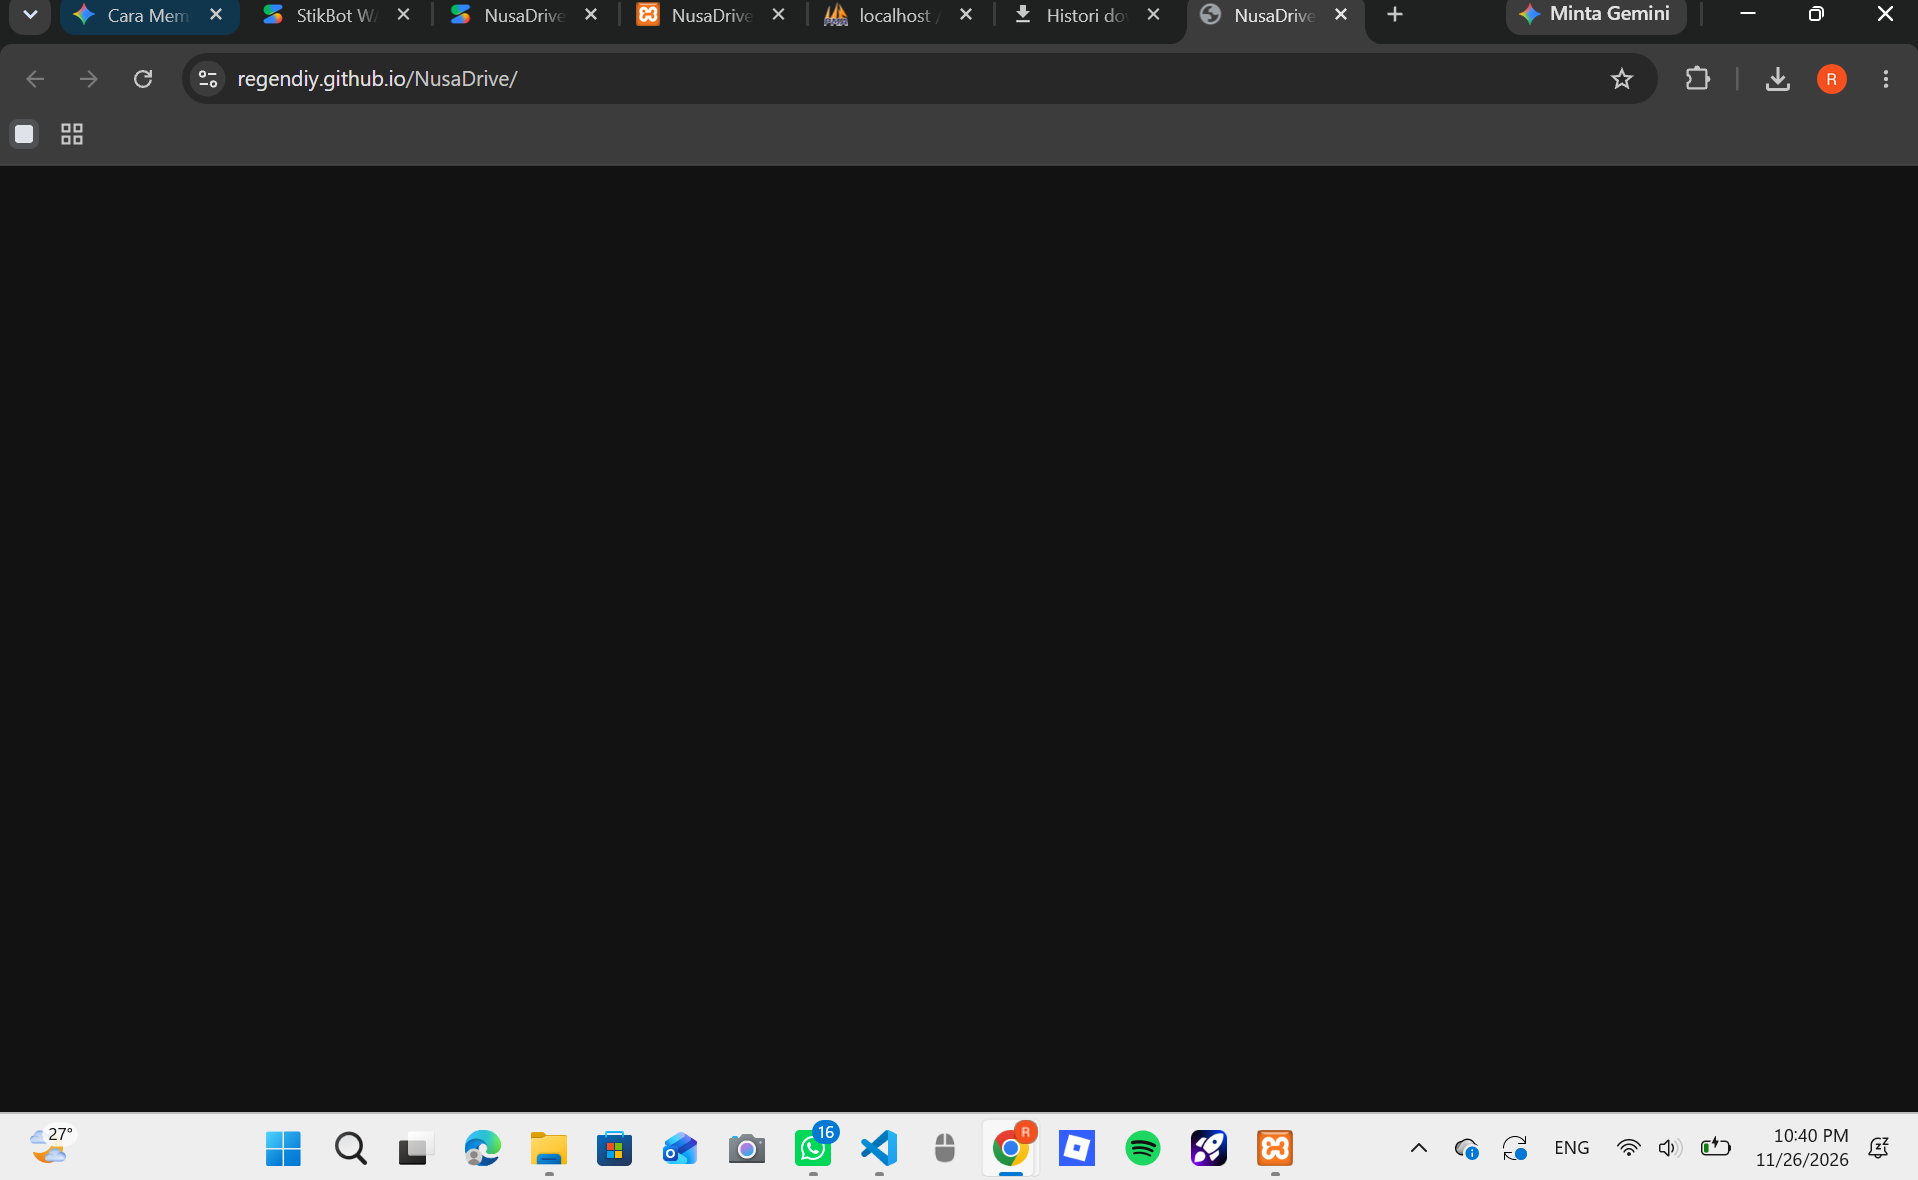 Cara Mem
StikBot W
NusaDrive
NusaDrive
localhost /
Histori do
NusaDrive
Minta Gemini
regendiy.github.io/NusaDrive/
R
27°
16
R
ENG
10:40 PM
11/26/2026